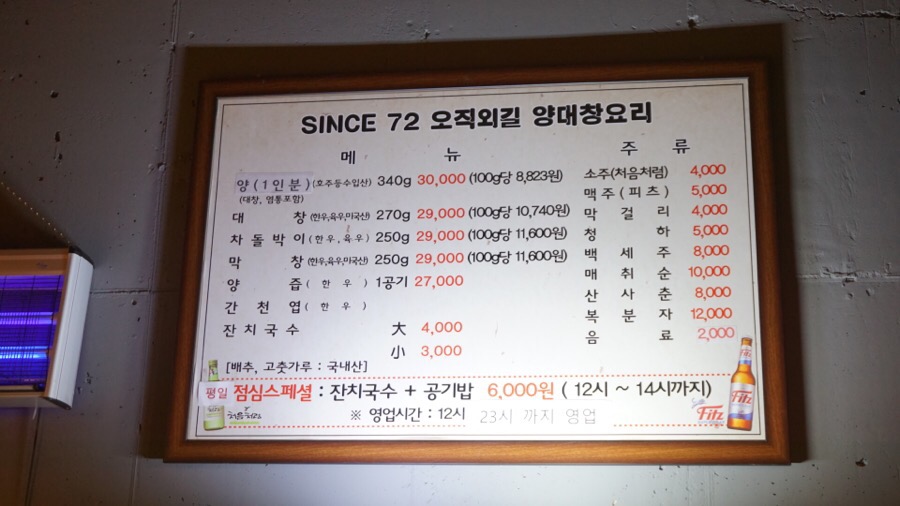 SINCE 72 오직외길 양대창요리
메 뉴
양(1인분)(호주등수입산) 340g 30,000 (100g당 8,823원)
(대창, 염통포함)
대 창 (한우,육우,미국산) 270g 29,000 (100g당 10,740원)
차돌박이 (한우, 육우) 250g 29,000 (100g당 11,600원)
막 창 (한우,육우,미국산) 250g 29,000 (100g당 11,600원)
양 즙 (한 우) 1공기 27,000
간천엽 (한 우)
잔치국수 大 4,000
小 3,000
[배추, 고춧가루 : 국내산]
주 류
소주(처음처럼) 4,000
맥주(피츠) 5,000
막걸리 4,000
청하 5,000
백세주 8,000
매취순 10,000
산사춘 8,000
복분자 12,000
음료 2,000
평일 점심스페셜 : 잔치국수 + 공기밥 6,000원 ( 12시 ~ 14시까지)
※ 영업시간 : 12시 23시 까지 영업
처음처럼
Fitz
Fitz